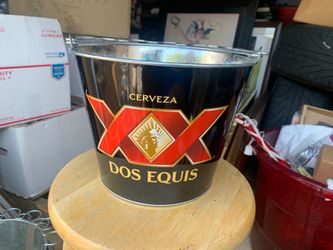 CERVEZA
XX
DOS EQUIS